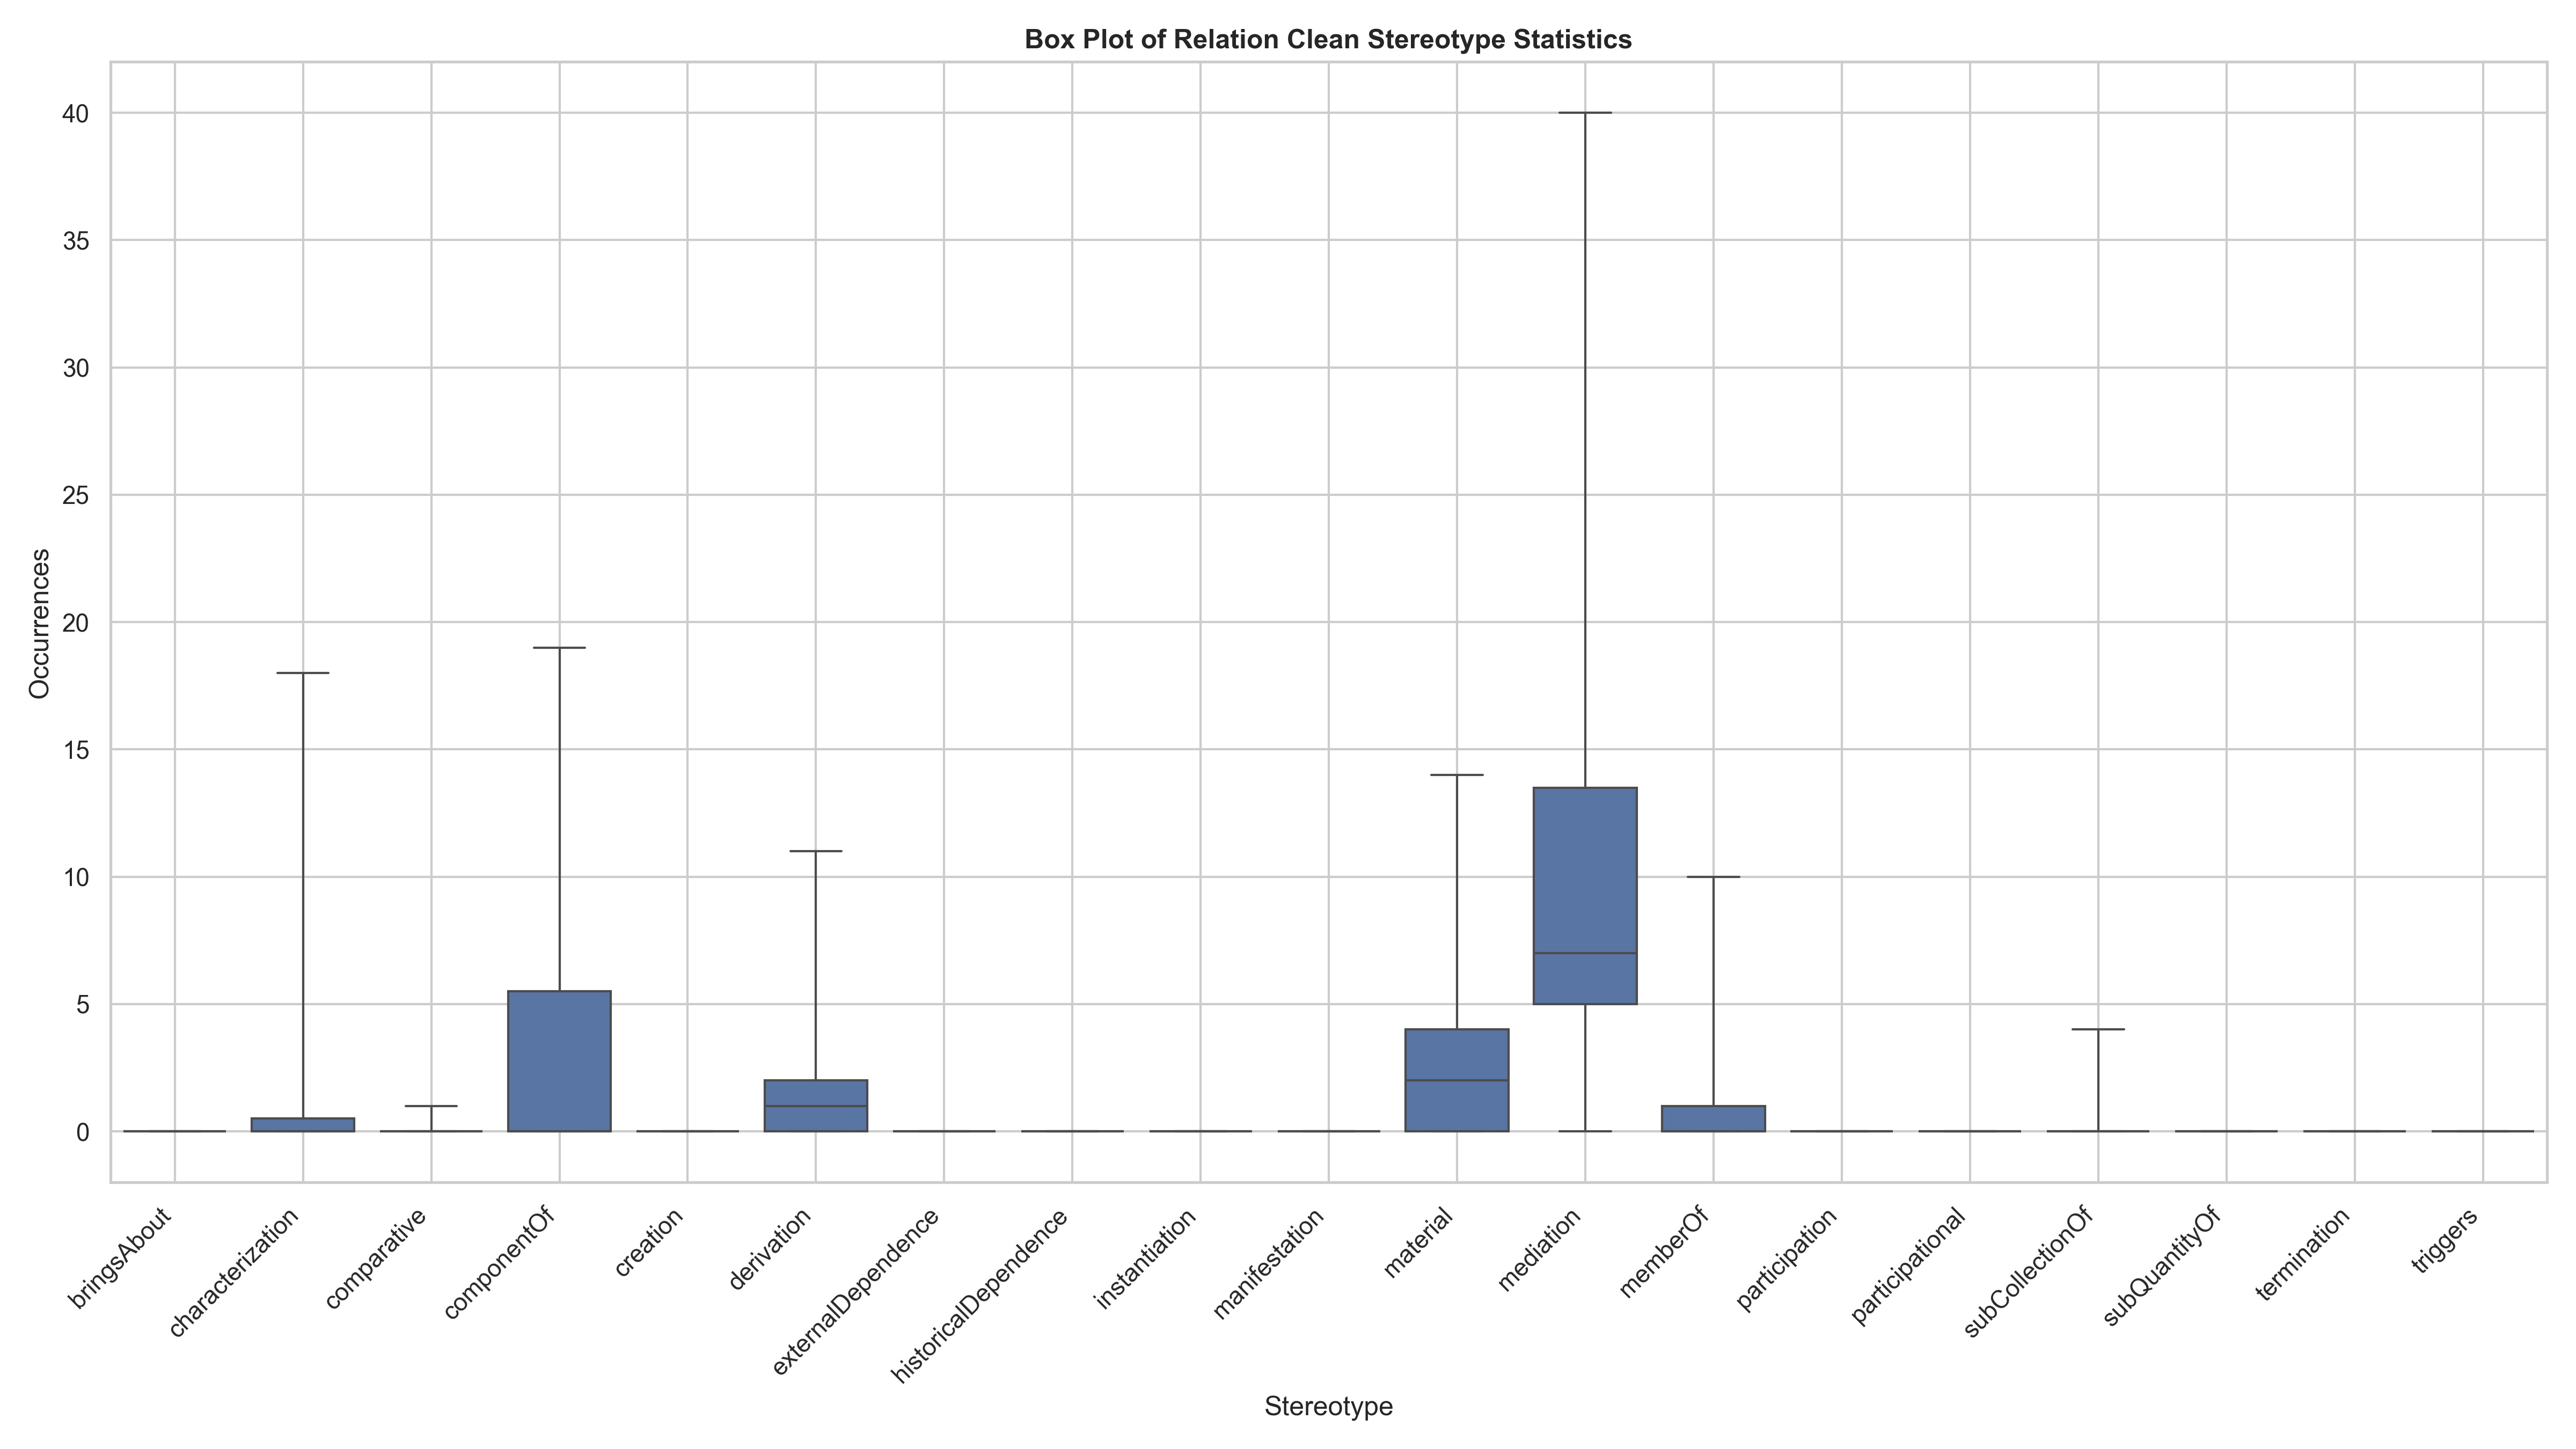 Box Plot of Relation Clean Stereotype Statistics
Occurrences
40
35
30
25
20
15
10
5
0
bringsAbout
characterization
comparative
componentOf
creation
derivation
externalDependence
historicalDependence
instantiation
manifestation
material
mediation
memberOf
participation
participational
subCollectionOf
subQuantityOf
termination
triggers
Stereotype